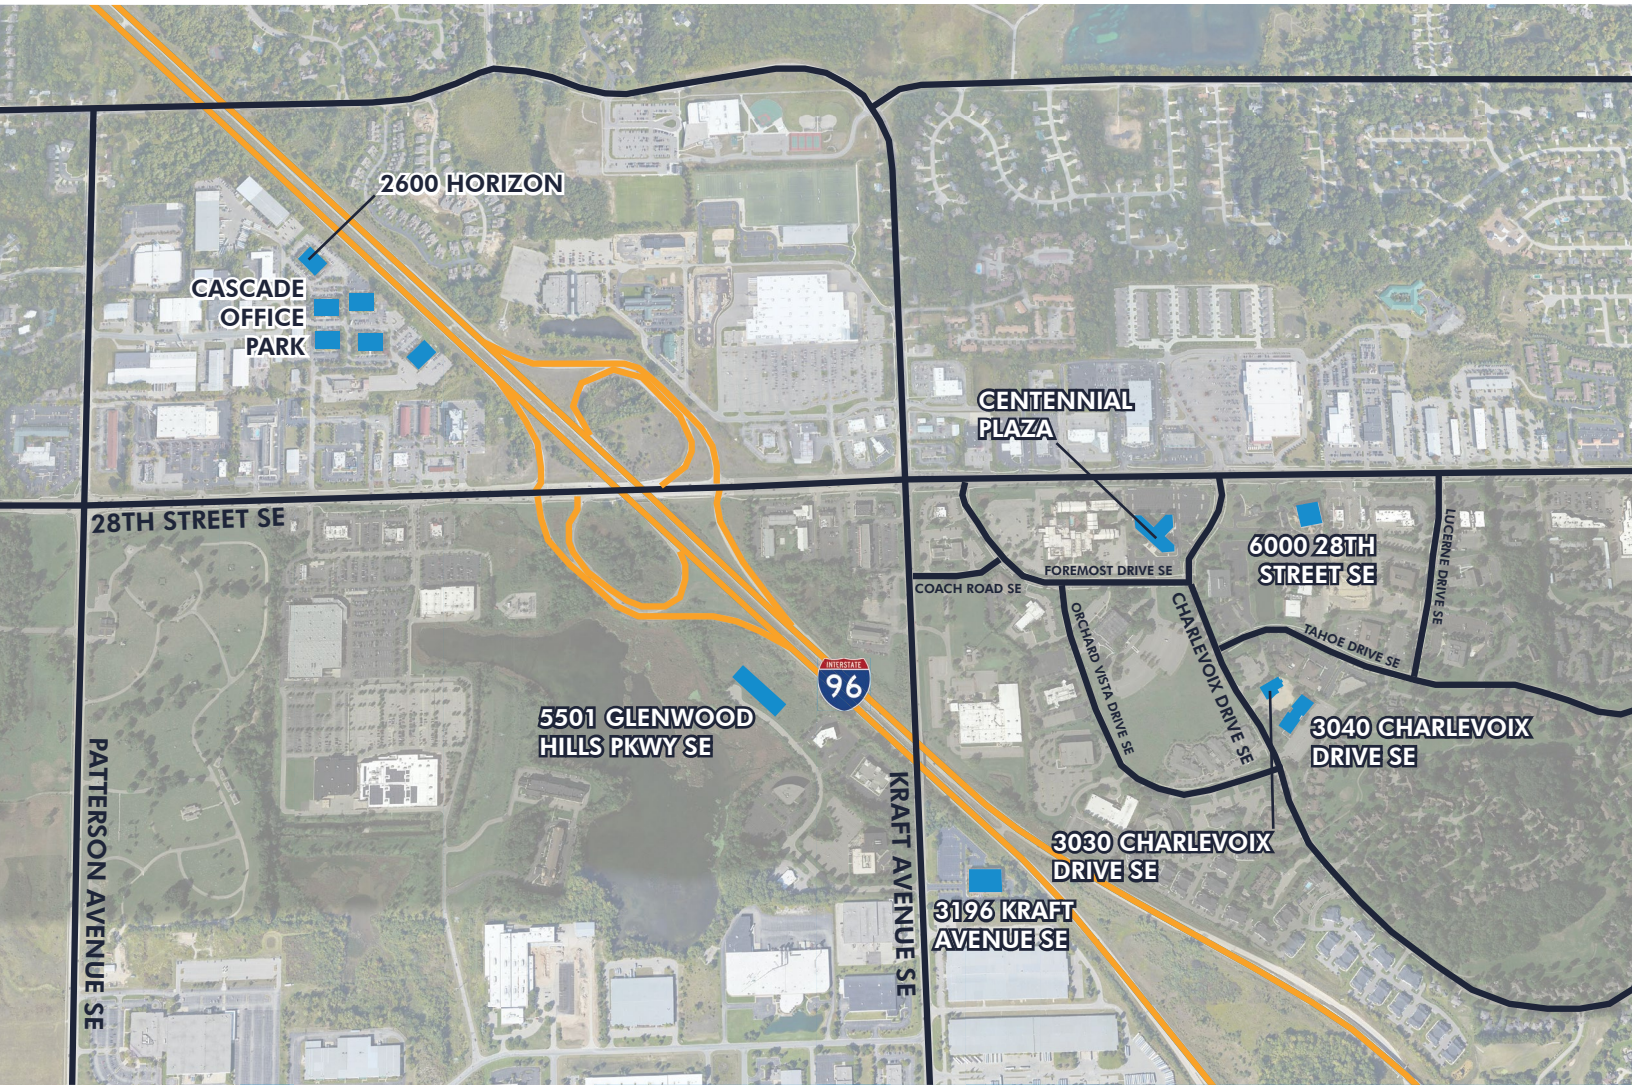 2600 HORIZON
CASCADE
OFFICE
PARK
CENTENNIAL
PLAZA
28TH STREET SE
6000 28TH
STREET SE
LUCERNE DRIVE SE
FOREMOST DRIVE SE
COACH ROAD SE
ORCHARD VISTA DRIVE SE
CHARLEVOIX DRIVE SE
TAHOE DRIVE SE
INTERSTATE
96
5501 GLENWOOD
HILLS PKWY SE
3040 CHARLEVOIX
DRIVE SE
PATTERSON AVENUE SE
KRAFT AVENUE SE
3030 CHARLEVOIX
DRIVE SE
3196 KRAFT
AVENUE SE